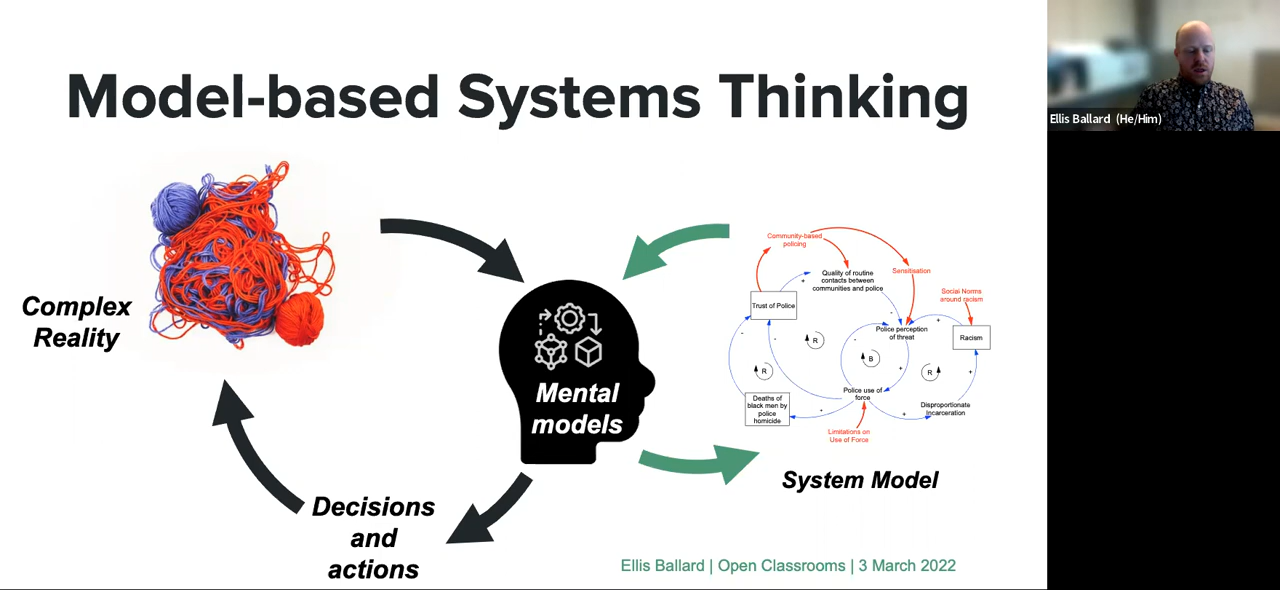 Model-based Systems Thinking
Ellis Ballard (He/Him)
Complex
Reality
Mental
models
Decisions
and
actions
Community-based
policing
Quality of routine
contacts between
communities and police
Sensitisation
Social Norms
around racism
Trust of Police
Police perception
of threat
Racism
R
B
R
R
Police use of
force
Deaths of
black men by
police
homicide
Disproportionate
Incarceration
Limitations on
Use of Force
+
-
-
-
-
-
+
+
+
+
+
System Model
Ellis Ballard | Open Classrooms | 3 March 2022